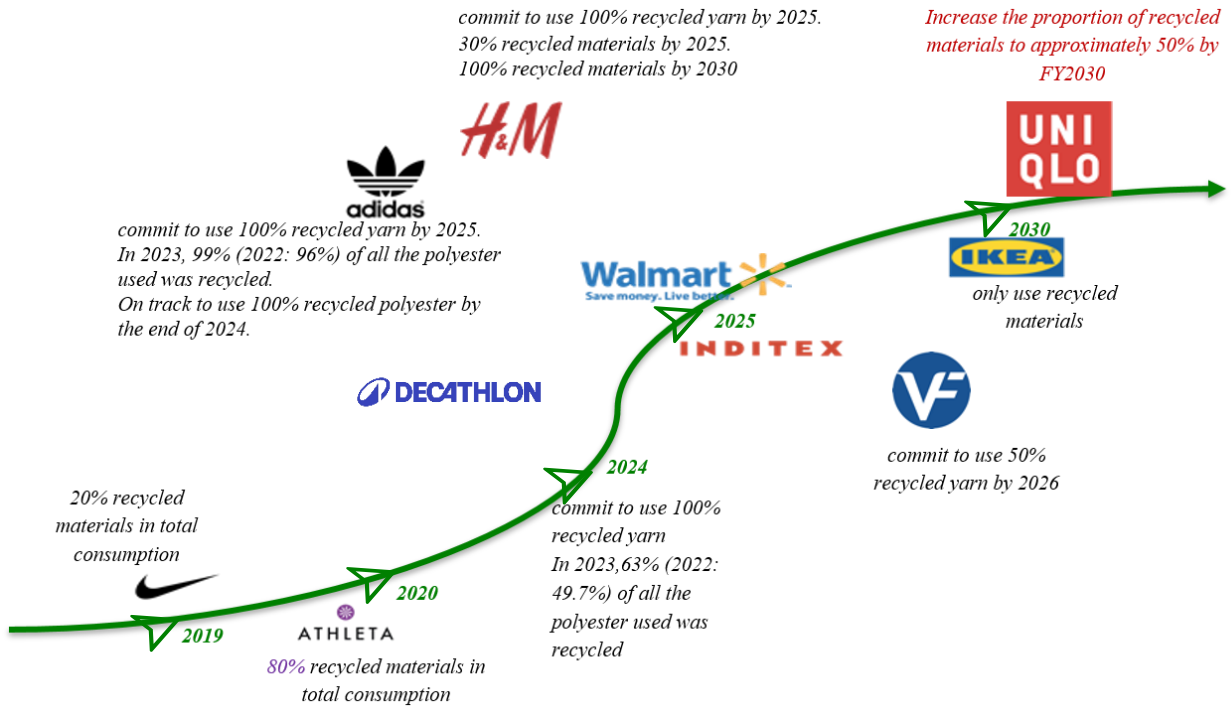 commit to use 100% recycled yarn by 2025.
30% recycled materials by 2025.
100% recycled materials by 2030
H&M
Increase the proportion of recycled
materials to approximately 50% by
FY2030
UNI
QLO
adidas
commit to use 100% recycled yarn by 2025.
In 2023, 99% (2022: 96%) of all the polyester
used was recycled.
On track to use 100% recycled polyester by
the end of 2024.
2030
IKEA
only use recycled
materials
Walmart
Save money. Live better.
2025
INDITEX
DECATHLON
VF
commit to use 50%
recycled yarn by 2026
2024
commit to use 100%
recycled yarn
In 2023,63% (2022:
49.7%) of all the
polyester used was
recycled
20% recycled
materials in total
consumption
2019
2020
ATHLETA
80% recycled materials in
total consumption